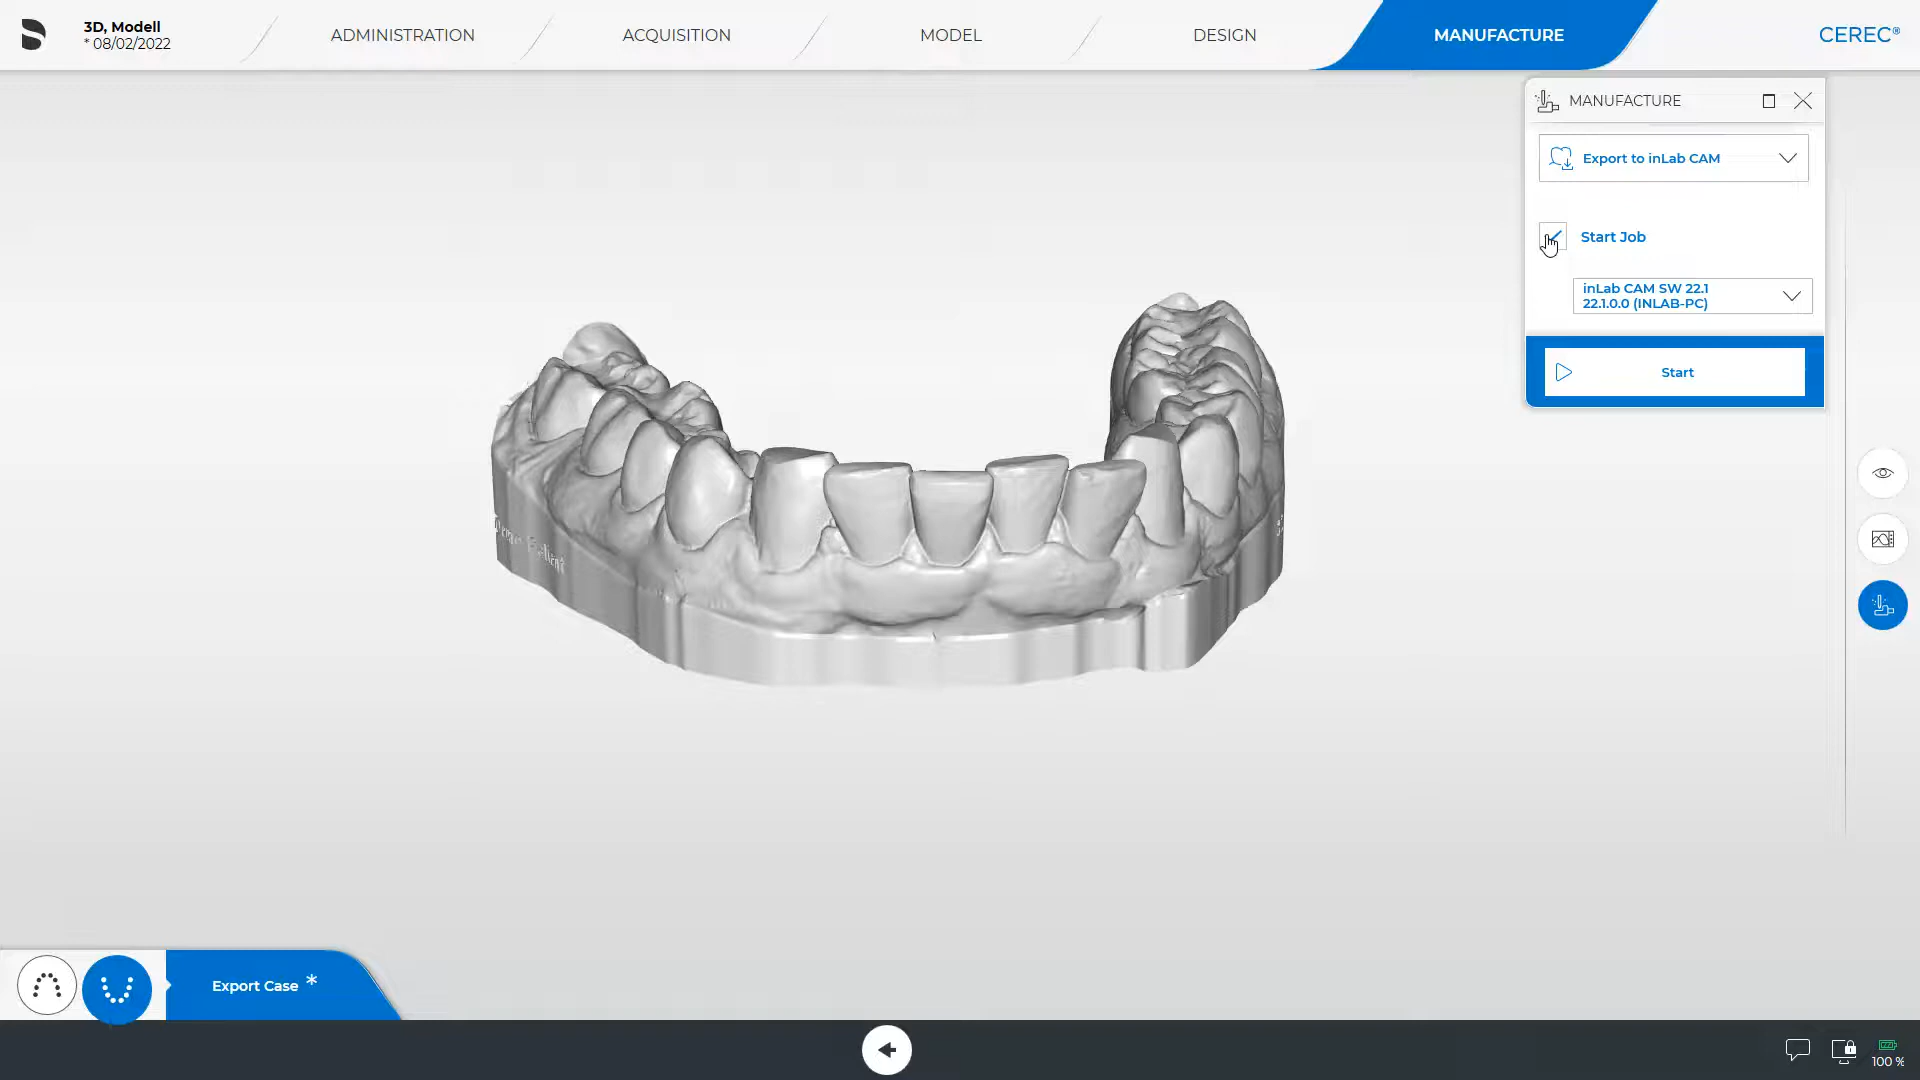 3D, Modell
* 08/02/2022
ADMINISTRATION
ACQUISITION
MODEL
DESIGN
MANUFACTURE
CEREC®
MANUFACTURE
Export to inLab CAM
Start Job
inLab CAM SW 22.1
22.1.0.0 (INLAB-PC)
Start
Export Case *
100 %